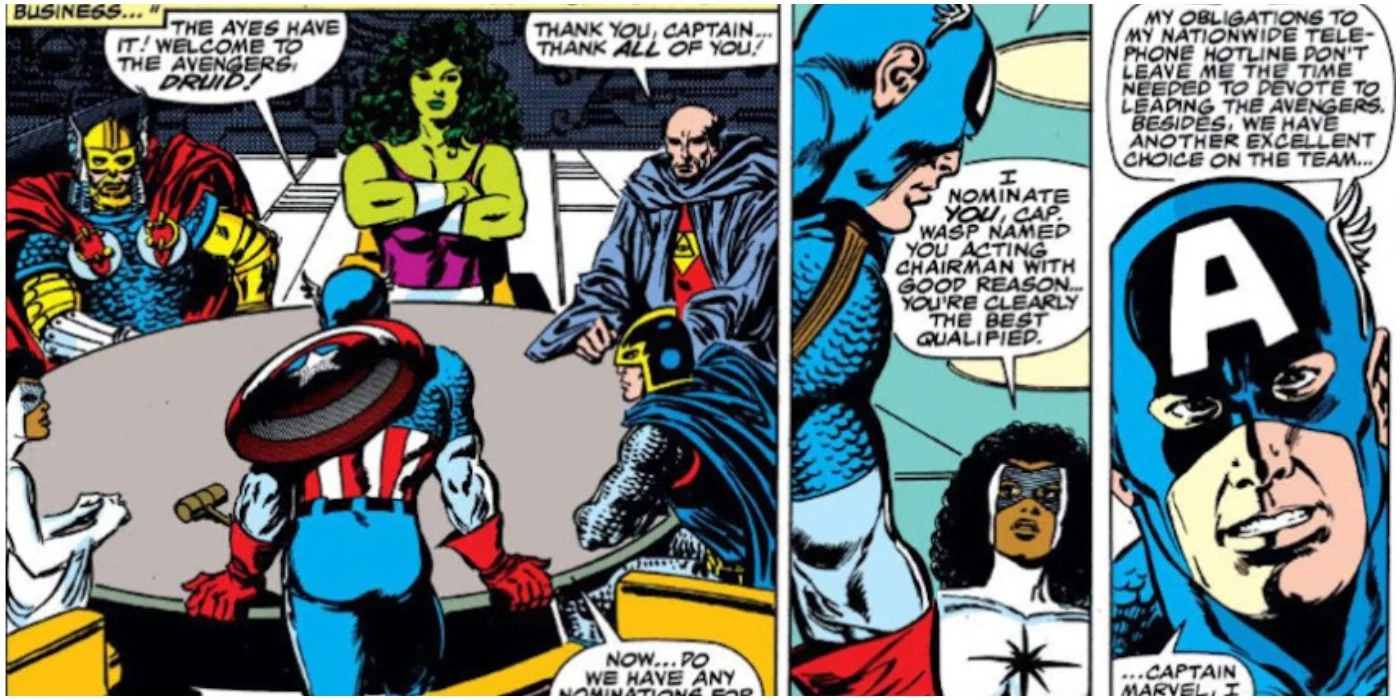 BUSINESS... "
THE AYES HAVE
IT! WELCOME TO
THE AVENGERS,
DRUID!
THANK YOU, CAPTAIN...
THANK ALL OF YOU!
NOW... DO
WE HAVE ANY
NOMINATIONS FOR
I
NOMINATE
YOU, CAP.
WASP NAMED
YOU ACTING
CHAIRMAN WITH
GOOD REASON...
YOU'RE CLEARLY
THE BEST
QUALIFIED.
MY OBLIGATIONS TO
MY NATIONWIDE TELE-
PHONE HOTLINE DON'T
LEAVE ME THE TIME
NEEDED TO DEVOTE TO
LEADING THE AVENGERS.
BESIDES, WE HAVE
ANOTHER EXCELLENT
CHOICE ON THE TEAM...
A
...CAPTAIN
MARVEL, I